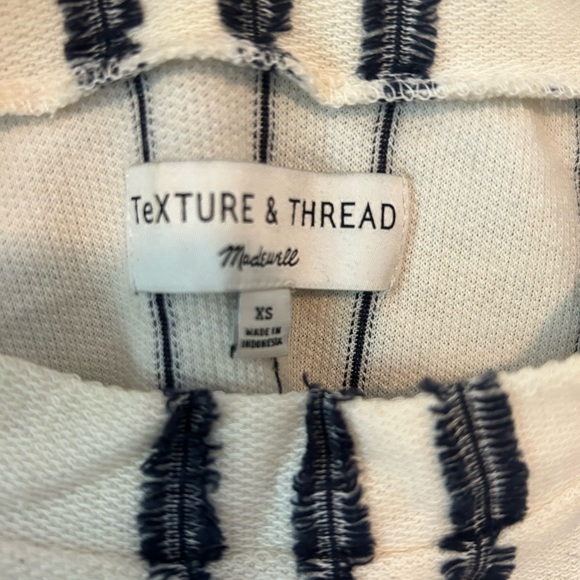 TeXTURE & THREAD
Madewell
XS
MADE IN
INDONESIA